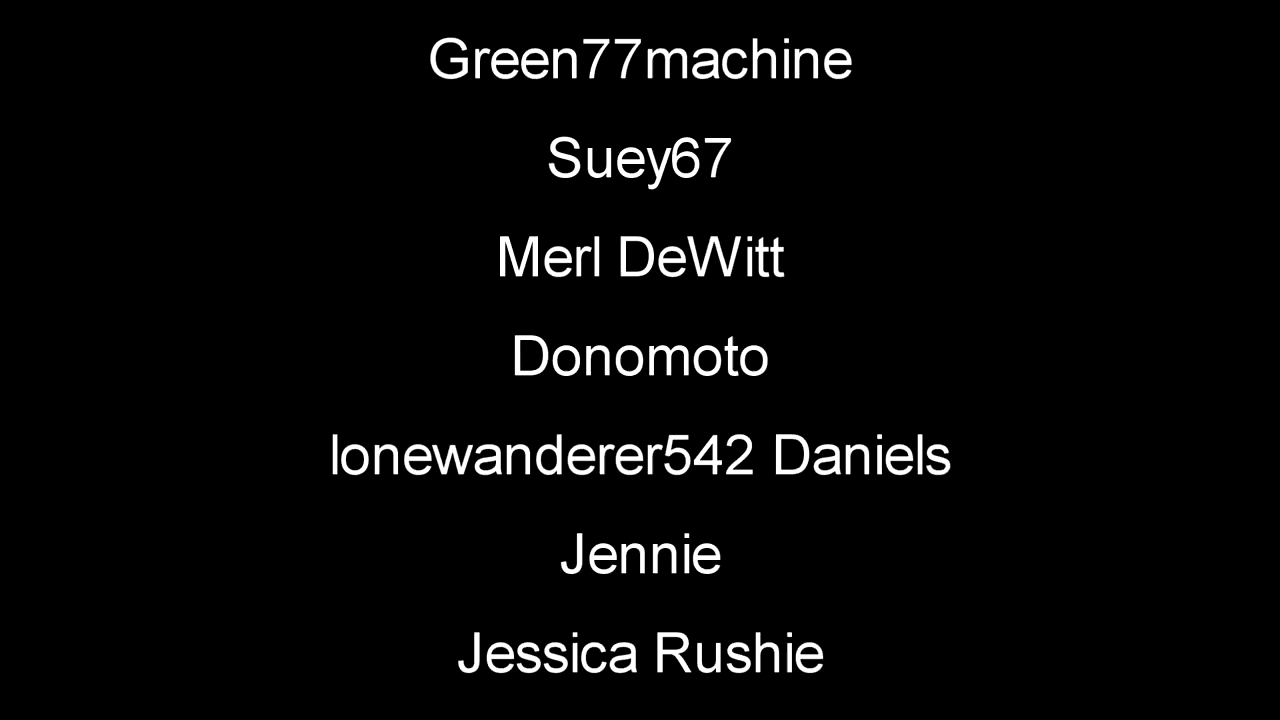 Green77machine
Suey67
Merl DeWitt
Donomoto
lonewanderer542 Daniels
Jennie
Jessica Rushie